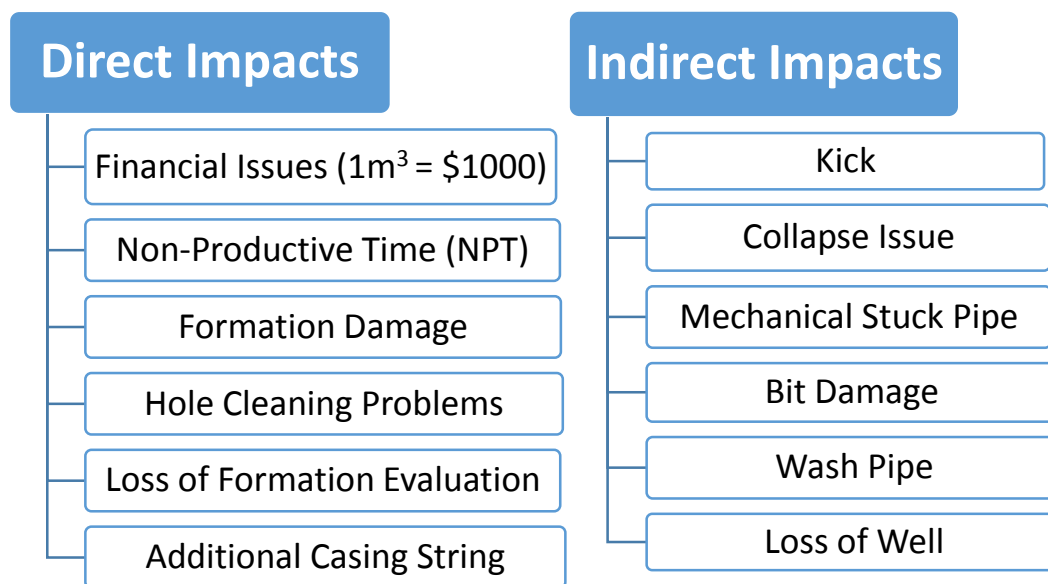 Direct Impacts
Financial Issues (1m³ = $1000)
Non-Productive Time (NPT)
Formation Damage
Hole Cleaning Problems
Loss of Formation Evaluation
Additional Casing String
Indirect Impacts
Kick
Collapse Issue
Mechanical Stuck Pipe
Bit Damage
Wash Pipe
Loss of Well